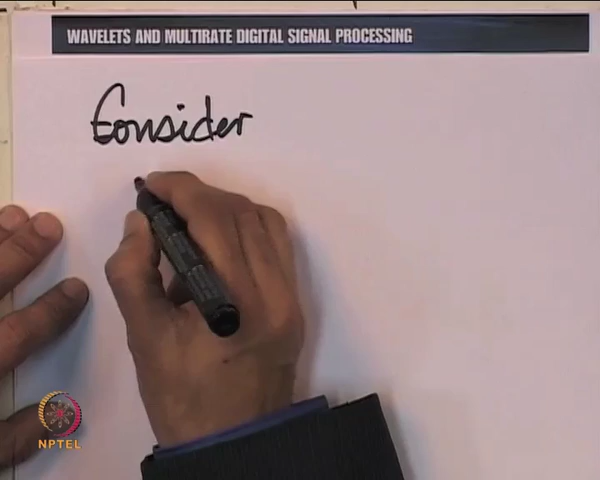 WAVELETS AND MULTIRATE DIGITAL SIGNAL PROCESSING
Consider
NPTEL